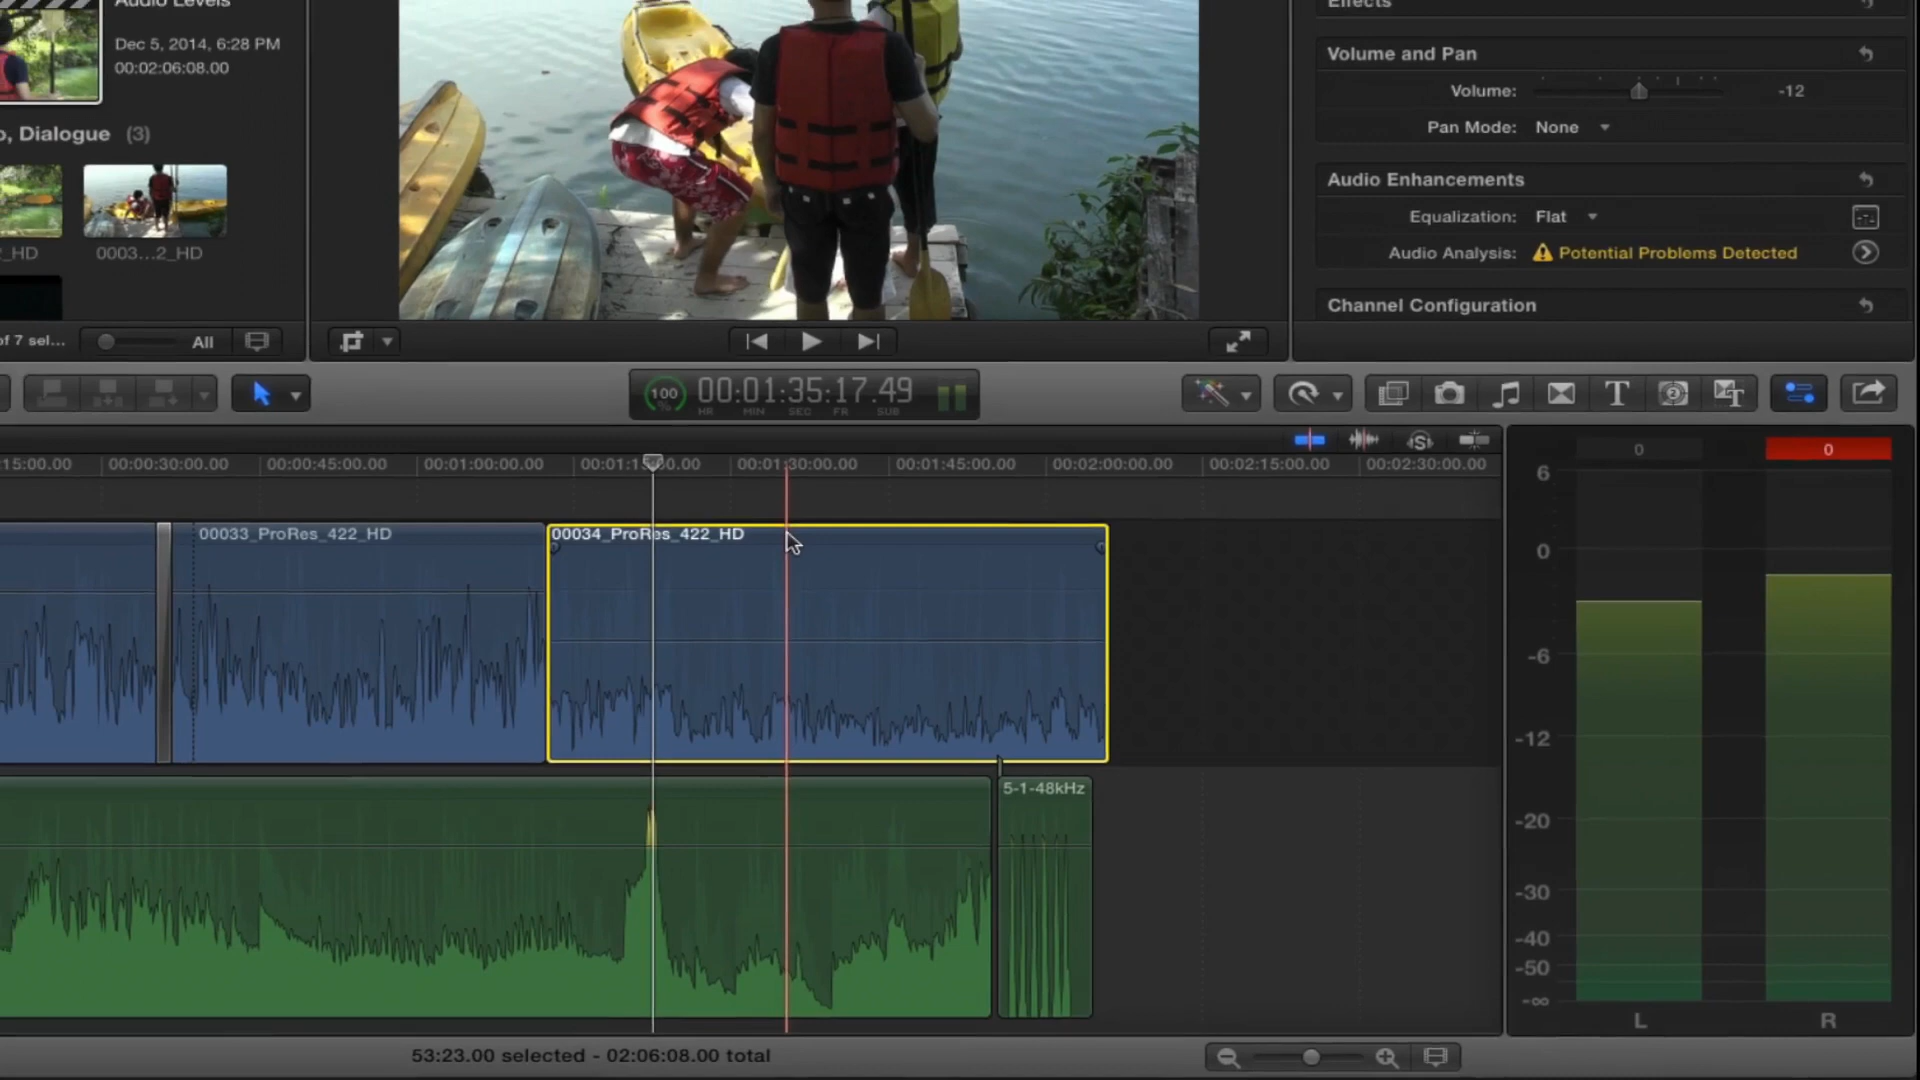 Audio Levels
Dec 5, 2014, 6:28 PM
00:02:06:08.00
o, Dialogue (3)
2_HD
0003...2_HD
of 7 sel...
All
Effects
Volume and Pan
Volume:
-12
Pan Mode: None
Audio Enhancements
Equalization: Flat
Audio Analysis: Potential Problems Detected
Channel Configuration
100
%
00:01:35:17.49
HR MIN SEC FR SUB
:15:00.00
00:00:30:00.00
00:00:45:00.00
00:01:00:00.00
00:01:15:00.00
00:01:30:00.00
00:01:45:00.00
00:02:00:00.00
00:02:15:00.00
00:02:30:00.00
00033_ProRes_422_HD
00034_ProRes_422_HD
5-1-48kHz
0
0
6
0
-6
-12
-20
-30
-40
-50
-∞
L
R
53:23.00 selected - 02:06:08.00 total